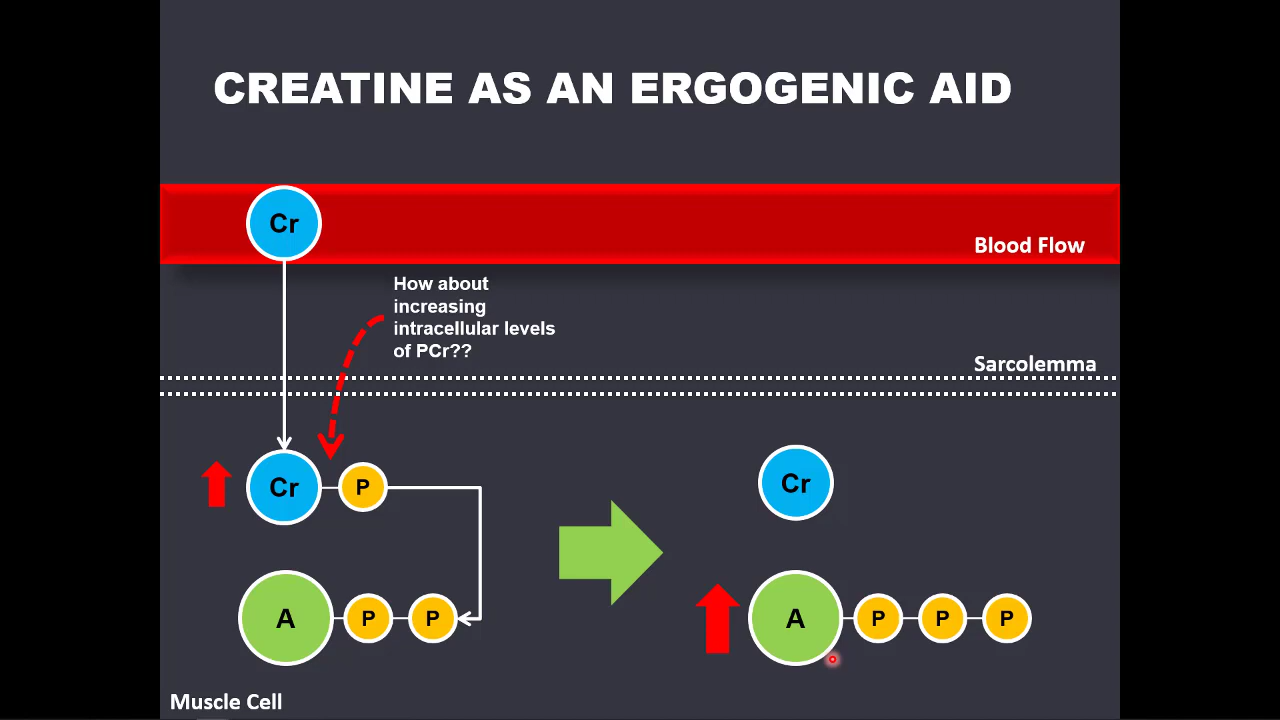 CREATINE AS AN ERGOGENIC AID
Cr
Blood Flow
How about
increasing
intracellular levels
of PCr??
Sarcolemma
Cr P
Cr
A P P
A P P P
Muscle Cell